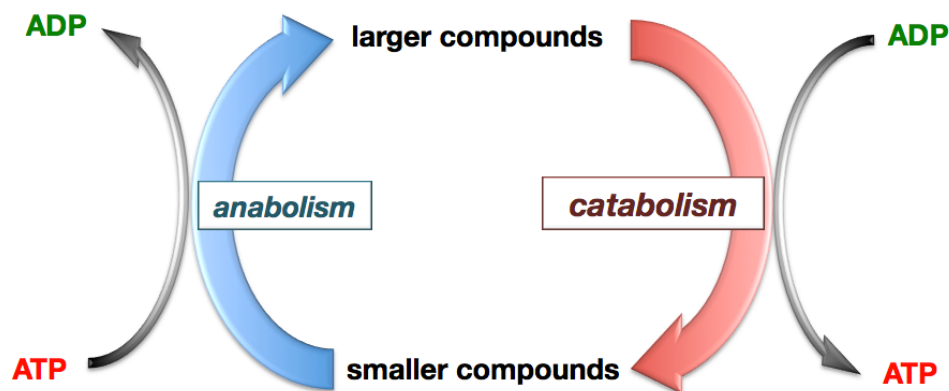 ADP
larger compounds
ADP
anabolism
catabolism
ATP
smaller compounds
ATP